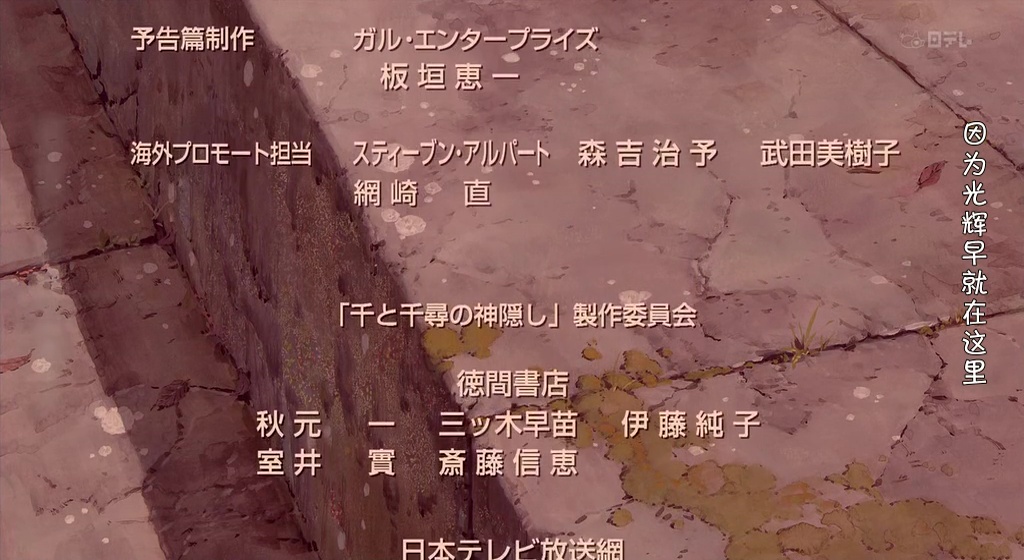 日テレ
予告篇制作 ガル・エンタープライズ
板垣恵一
海外プロモート担当 スティーブン・アルパート 森吉治予 武田美樹子
網崎 直
「千と千尋の神隠し」製作委員会
徳間書店
秋元 一 三ッ木早苗 伊藤純子
室井 實 斎藤信恵
日本テレビ放送網
因为光辉早就在这里